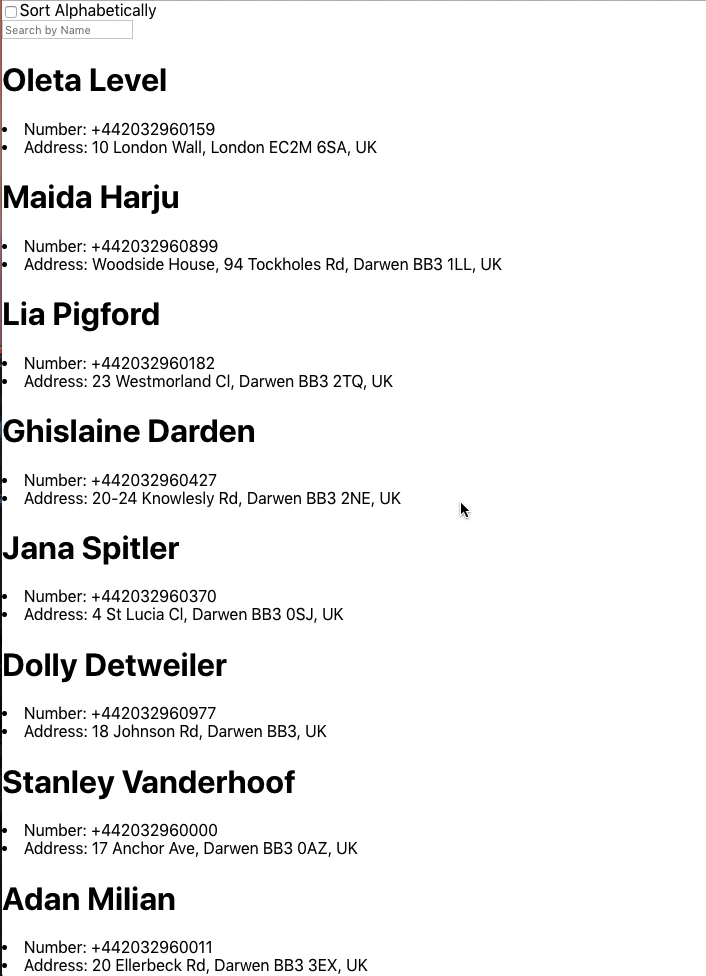 Sort Alphabetically
Search by Name
Oleta Level
Number: +442032960159
Address: 10 London Wall, London EC2M 6SA, UK
Maida Harju
Number: +442032960899
Address: Woodside House, 94 Tockholes Rd, Darwen BB3 1LL, UK
Lia Pigford
Number: +442032960182
Address: 23 Westmorland Cl, Darwen BB3 2TQ, UK
Ghislaine Darden
Number: +442032960427
Address: 20-24 Knowlesly Rd, Darwen BB3 2NE, UK
Jana Spitler
Number: +442032960370
Address: 4 St Lucia Cl, Darwen BB3 0SJ, UK
Dolly Detweiler
Number: +442032960977
Address: 18 Johnson Rd, Darwen BB3, UK
Stanley Vanderhoof
Number: +442032960000
Address: 17 Anchor Ave, Darwen BB3 0AZ, UK
Adan Milian
Number: +442032960011
Address: 20 Ellerbeck Rd, Darwen BB3 3EX, UK